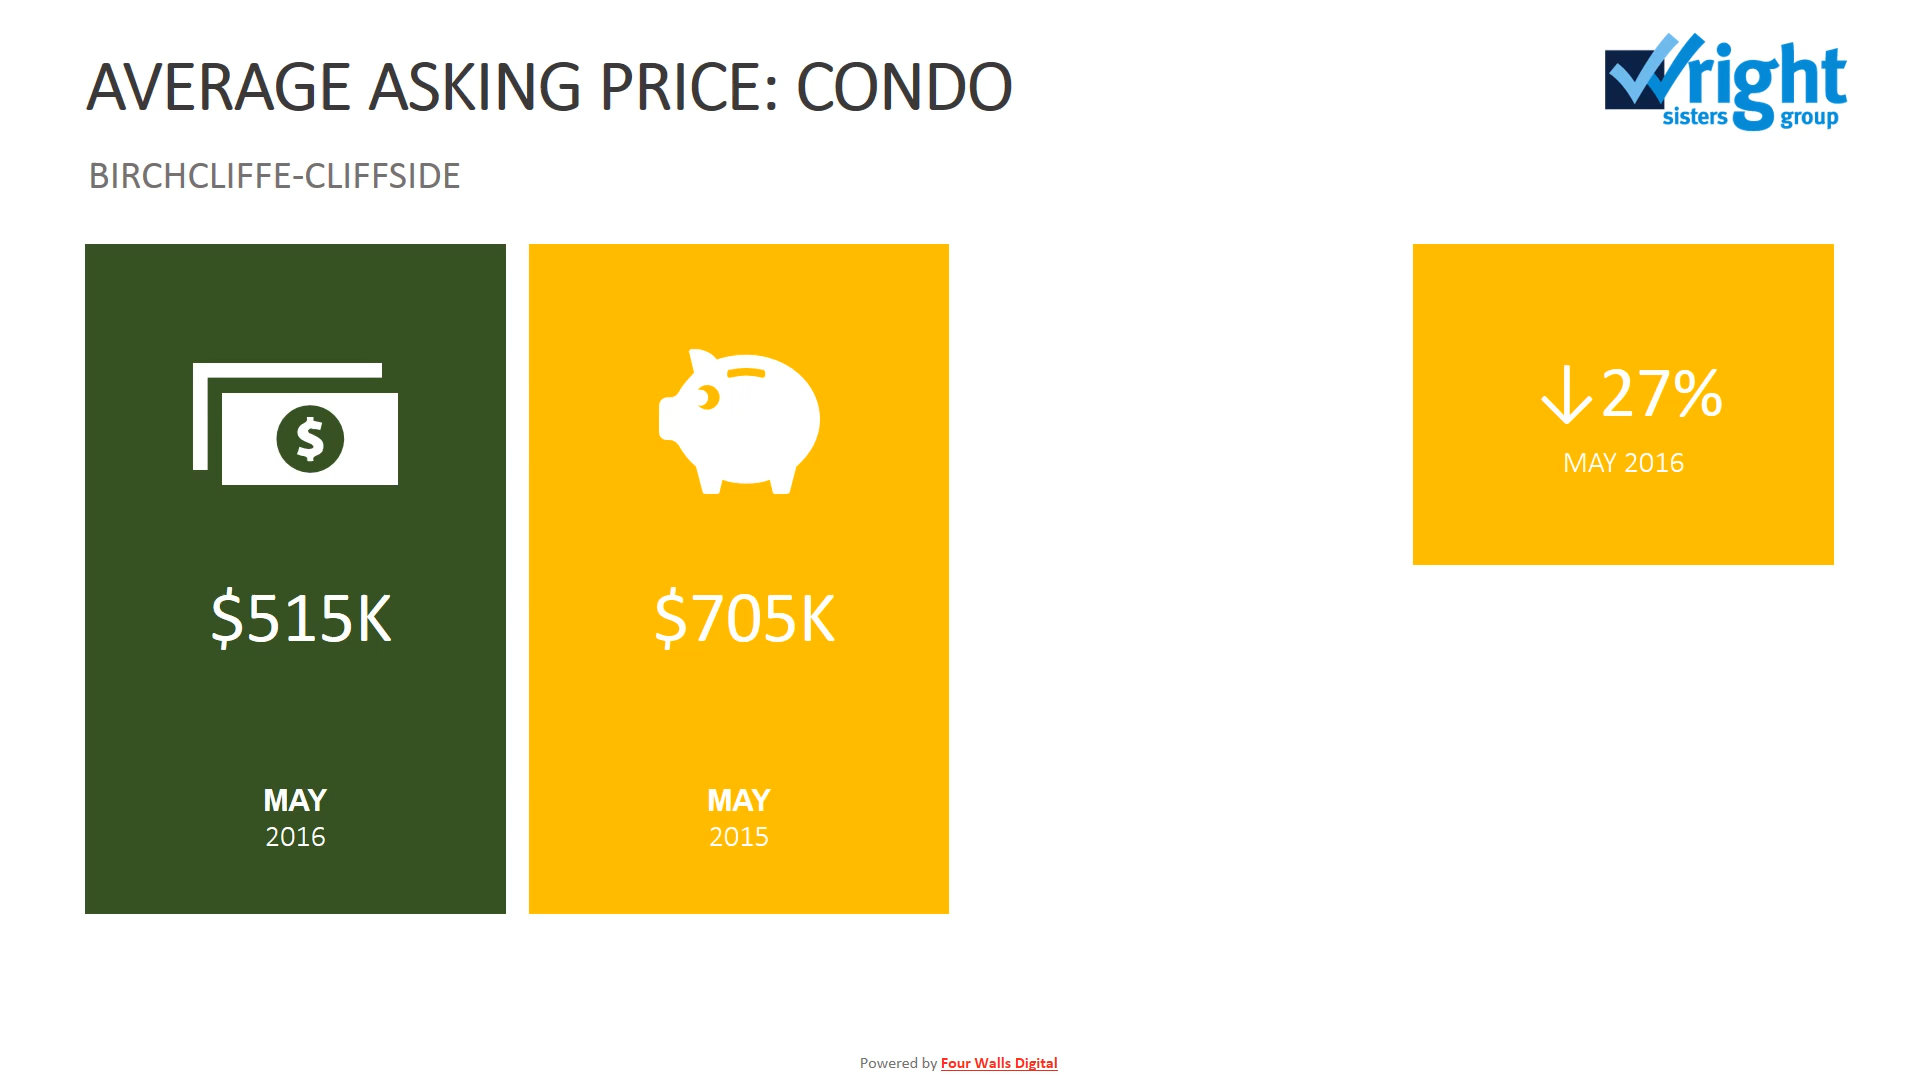 AVERAGE ASKING PRICE: CONDO
Wright
sisters group
BIRCHCLIFFE-CLIFFSIDE
$
$515K
MAY
2016
$705K
MAY
2015
↓27%
MAY 2016
Powered by Four Walls Digital